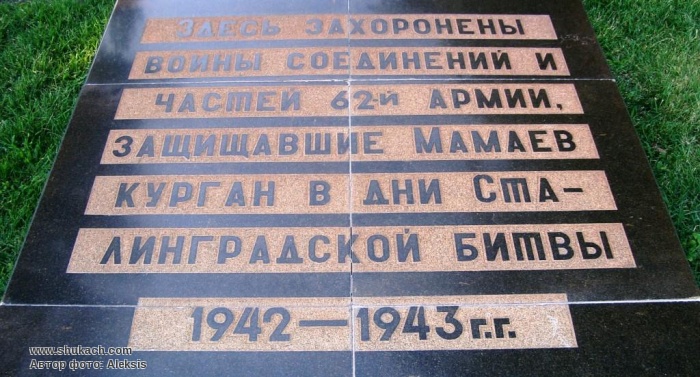 ЗДЕСЬ ЗАХОРОНЕНЫ
ВОИНЫ СОЕДИНЕНИЙ И
ЧАСТЕЙ 62-й АРМИИ,
ЗАЩИЩАВШИЕ МАМАЕВ
КУРГАН В ДНИ СТА-
ЛИНГРАДСКОЙ БИТВЫ
1942—1943 г.г.
www.shukach.com
Автор фото: Aleksis